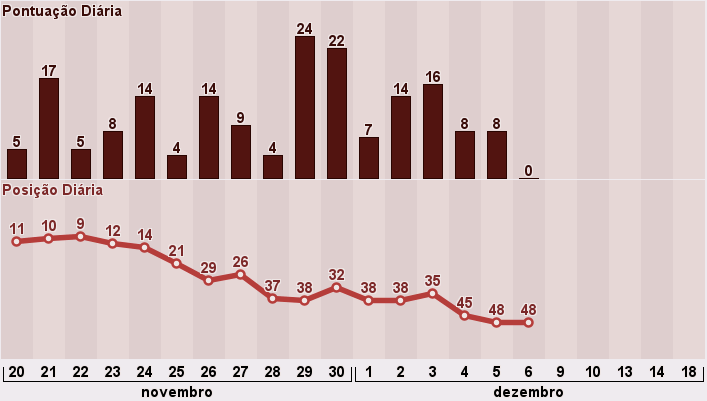 Pontuação Diária
5 17 5 8 14 4 14 9 4 24 22 7 14 16 8 8 0
Posição Diária
11 10 9 12 14 21 29 26 37 38 32 38 38 35 45 48 48
20 21 22 23 24 25 26 27 28 29 30 1 2 3 4 5 6 9 10 13 14 18
novembro dezembro